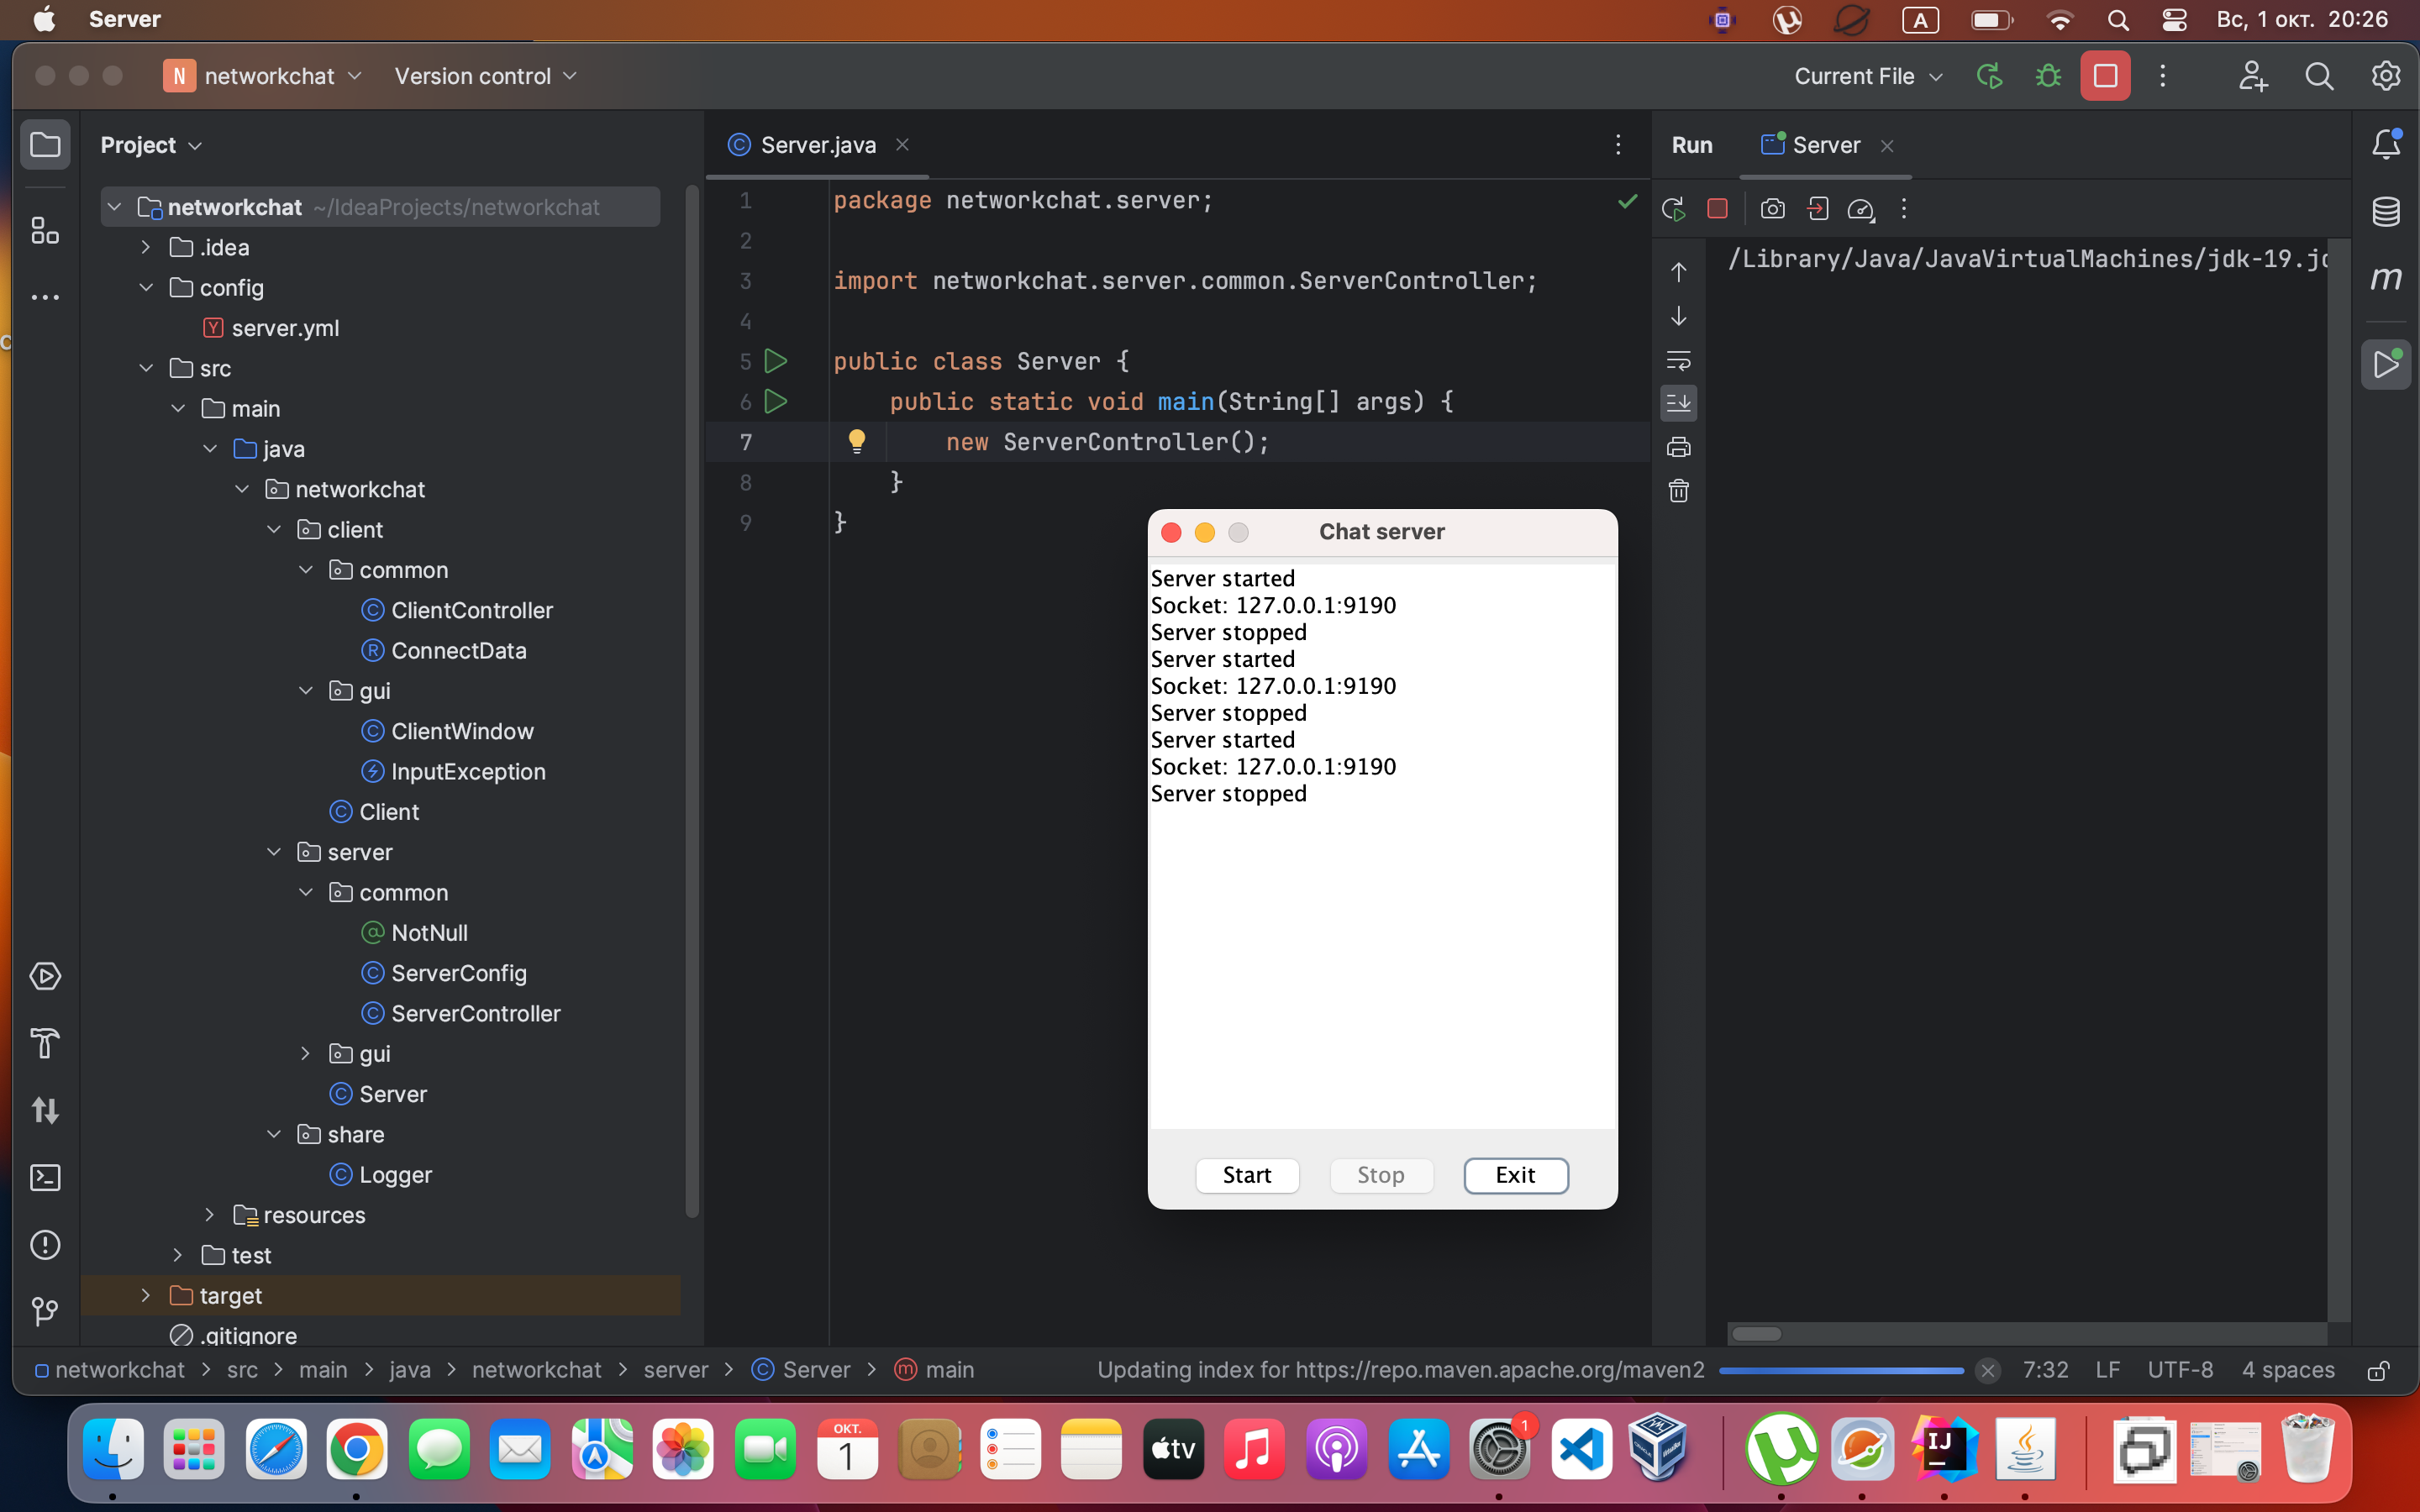 Server
A
Вс, 1 окт. 20:26
N networkchat
Version control
Current File
Project
networkchat ~/IdeaProjects/networkchat
.idea
config
Y server.yml
src
main
java
networkchat
client
common
C ClientController
R ConnectData
gui
C ClientWindow
InputException
C Client
server
common
@ NotNull
C ServerConfig
C ServerController
gui
C Server
share
C Logger
resources
test
target
.gitignore
C Server.java
1 package networkchat.server;
2
3 import networkchat.server.common.ServerController;
4
5 public class Server {
6 public static void main(String[] args) {
7 new ServerController();
8 }
9 }
Run Server
/Library/Java/JavaVirtualMachines/jdk-19.jd
m
Chat server
Server started
Socket: 127.0.0.1:9190
Server stopped
Server started
Socket: 127.0.0.1:9190
Server stopped
Server started
Socket: 127.0.0.1:9190
Server stopped
Start Stop Exit
networkchat > src > main > java > networkchat > server > C Server > m main
Updating index for https://repo.maven.apache.org/maven2
7:32 LF UTF-8 4 spaces
ОКТ.
1
tv
1
IJ